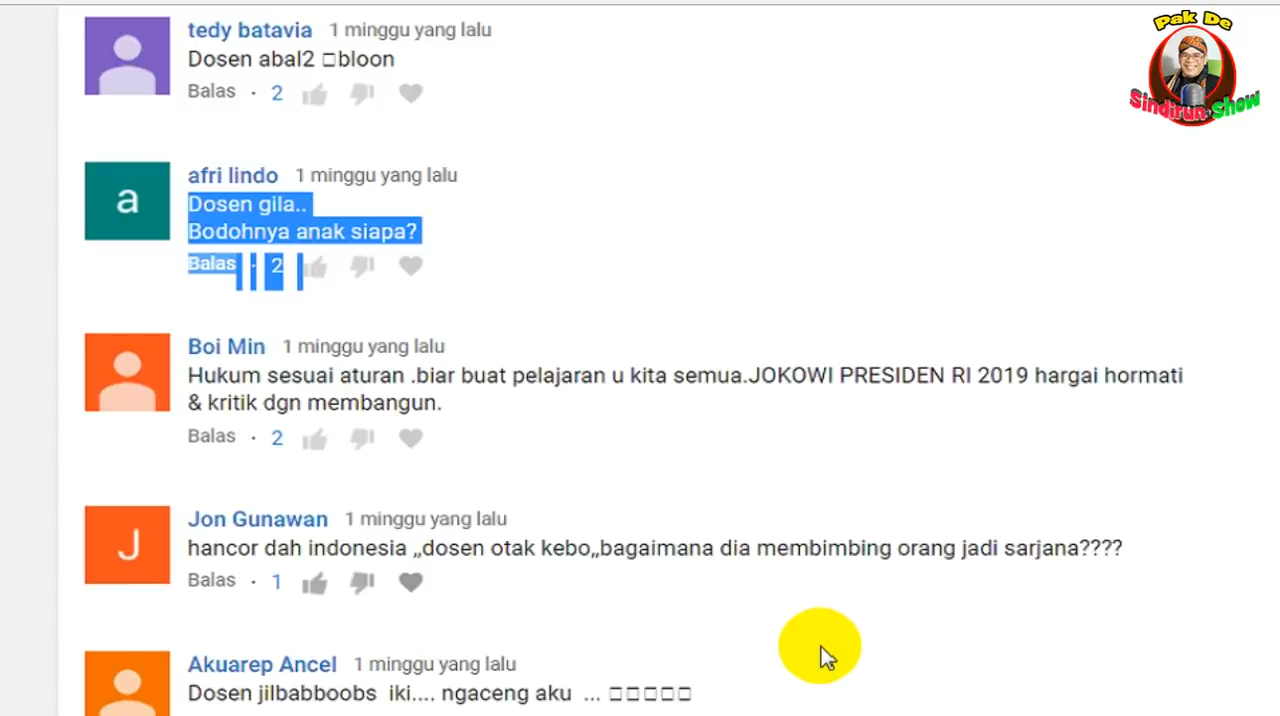 Pak De
Sindirun Show
tedy batavia 1 minggu yang lalu
Dosen abal2 □bloon
Balas · 2
afri lindo 1 minggu yang lalu
Dosen gila..
Bodohnya anak siapa?
Balas · 2
Boi Min 1 minggu yang lalu
Hukum sesuai aturan .biar buat pelajaran u kita semua.JOKOWI PRESIDEN RI 2019 hargai hormati
& kritik dgn membangun.
Balas · 2
Jon Gunawan 1 minggu yang lalu
hancor dah indonesia ,,dosen otak kebo,,bagaimana dia membimbing orang jadi sarjana????
Balas · 1
Akuarep Ancel 1 minggu yang lalu
Dosen jilbabboobs iki.... ngaceng aku ... □□□□□
a
J